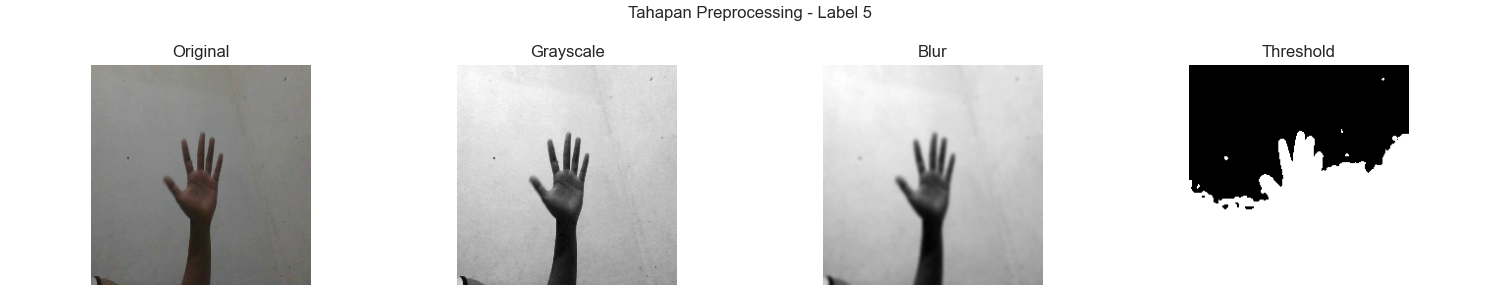 Tahapan Preprocessing - Label 5
Original
Grayscale
Blur
Threshold